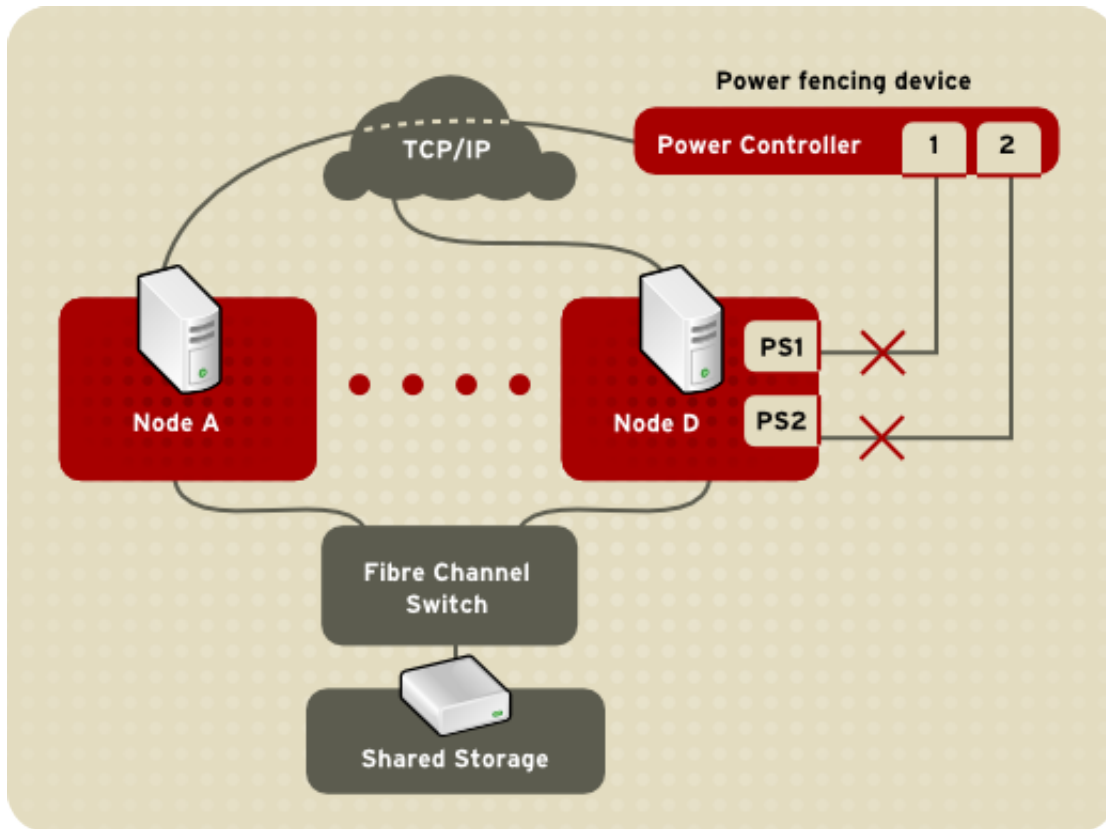 Power fencing device
TCP/IP
Power Controller
1
2
PS1
Node A
Node D
PS2
Fibre Channel
Switch
Shared Storage